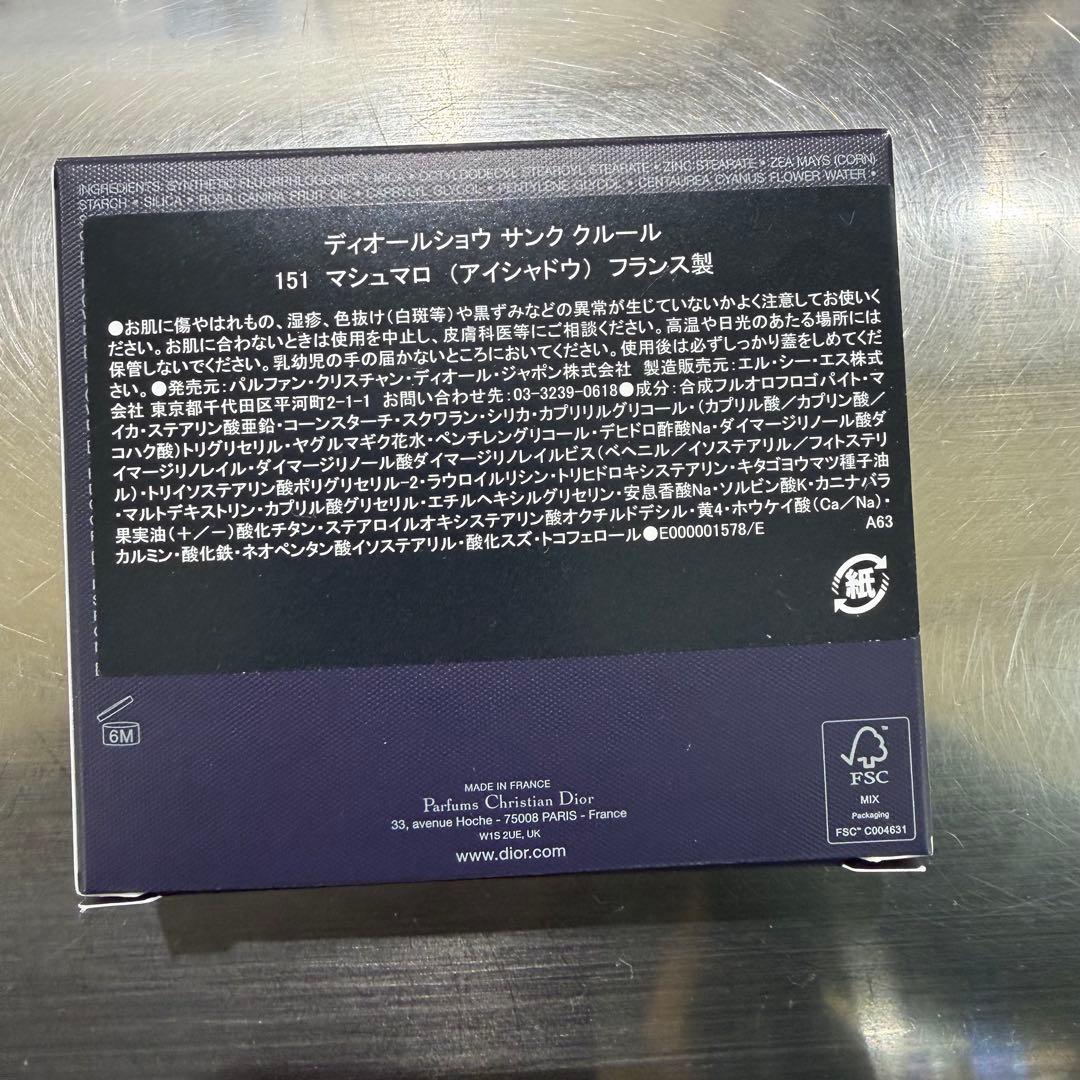 INGREDIENTS: SYNTHETIC FLUORPHLOGOPITE • MICA • OCTYLDODECYL STEAROYL STEARATE • ZINC STEARATE • ZEA MAYS (CORN)
STARCH • SILICA • ROSA CANINA FRUIT OIL • CAPRYLYL GLYCOL • PENTYLENE GLYCOL • CENTAUREA CYANUS FLOWER WATER •
ディオールショウ サンク クルール
151 マシュマロ (アイシャドウ) フランス製
●お肌に傷やはれもの、湿疹、色抜け(白斑等)や黒ずみなどの異常が生じていないかよく注意してお使いく
ださい。お肌に合わないときは使用を中止し、皮膚科医等にご相談ください。高温や日光のあたる場所には
保管しないでください。乳幼児の手の届かないところにおいてください。使用後は必ずしっかり蓋をしめてくだ
さい。●発売元:パルファン・クリスチャン・ディオール・ジャポン株式会社 製造販売元:エル・シー・エス株式
会社 東京都千代田区平河町2-1-1 お問い合わせ先:03-3239-0618●成分:合成フルオロフロゴパイト・マ
イカ・ステアリン酸亜鉛・コーンスターチ・スクワラン・シリカ・カプリリルグリコール・(カプリル酸/カプリン酸/
コハク酸)トリグリセリル・ヤグルマギク花水・ペンチレングリコール・デヒドロ酢酸Na・ダイマージリノール酸ダ
イマージリノレイル・ダイマージリノール酸ダイマージリノレイルビス(ベヘニル/イソステアリル/フィトステリ
ル)・トリイソステアリン酸ポリグリセリル-2・ラウロイルリシン・トリヒドロキシステアリン・キタゴヨウマツ種子油
・マルトデキストリン・カプリル酸グリセリル・エチルヘキシルグリセリン・安息香酸Na・ソルビン酸K・カニナバラ
果実油(+/-)酸化チタン・ステアロイルオキシステアリン酸オクチルドデシル・黄4・ホウケイ酸(Ca/Na)・
カルミン・酸化鉄・ネオペンタン酸イソステアリル・酸化スズ・トコフェロール●E000001578/E A63
紙
6M
MADE IN FRANCE
Parfums Christian Dior
33, avenue Hoche - 75008 PARIS - France
W1S 2UE, UK
www.dior.com
FSC
MIX
Packaging
FSC™ C004631